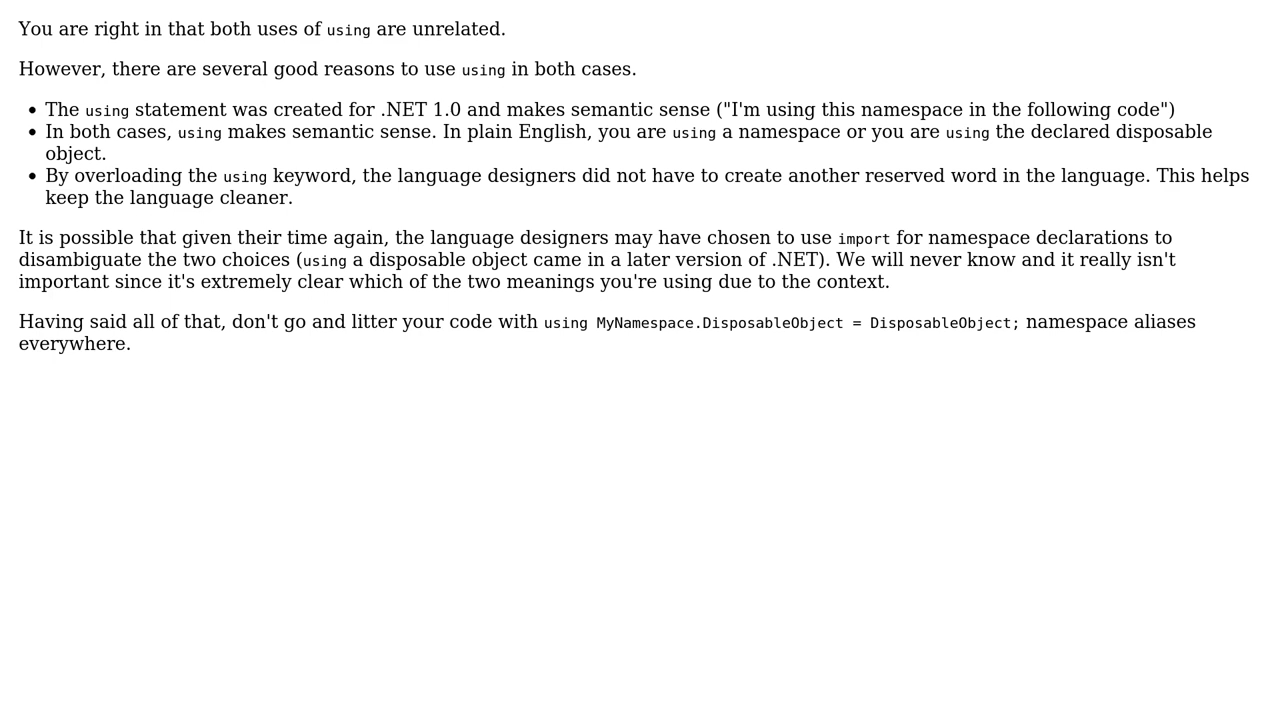 You are right in that both uses of using are unrelated.
However, there are several good reasons to use using in both cases.
• The using statement was created for .NET 1.0 and makes semantic sense ("I'm using this namespace in the following code")
• In both cases, using makes semantic sense. In plain English, you are using a namespace or you are using the declared disposable
object.
• By overloading the using keyword, the language designers did not have to create another reserved word in the language. This helps
keep the language cleaner.
It is possible that given their time again, the language designers may have chosen to use import for namespace declarations to
disambiguate the two choices (using a disposable object came in a later version of .NET). We will never know and it really isn't
important since it's extremely clear which of the two meanings you're using due to the context.
Having said all of that, don't go and litter your code with using MyNamespace.DisposableObject = DisposableObject; namespace aliases
everywhere.